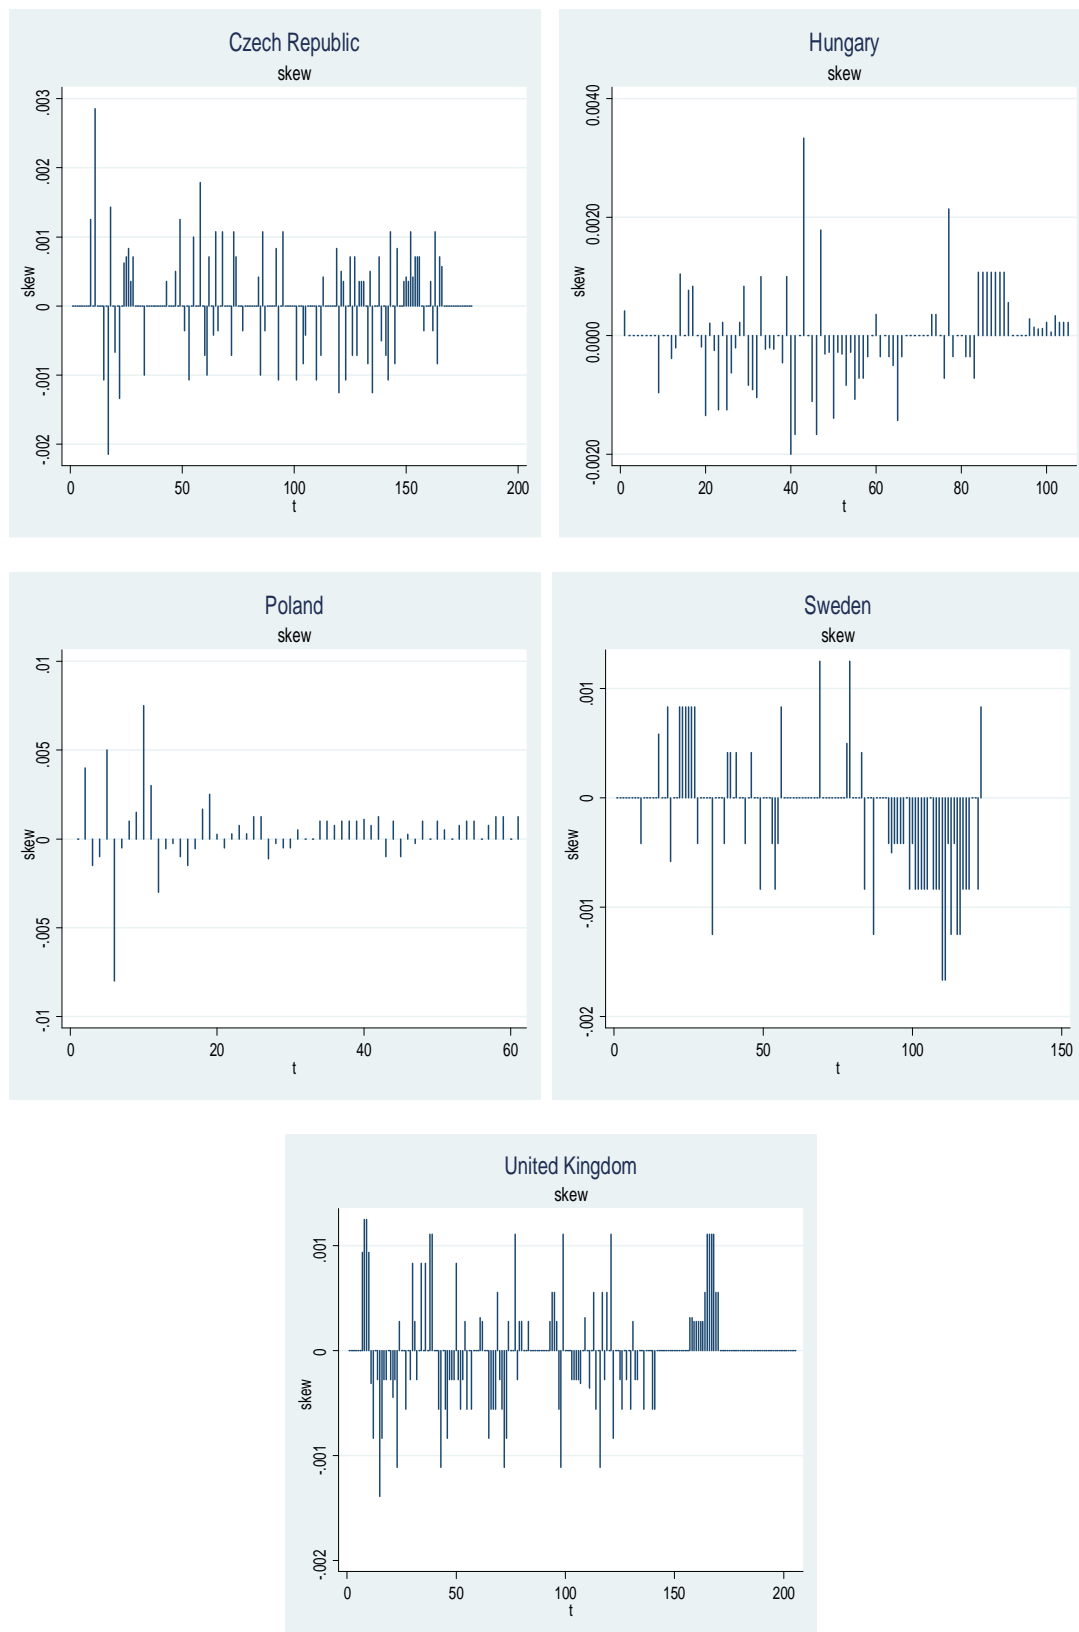 Czech Republic
skew
.003
.002
.001
0
-.001
-.002
skew
0 50 100 150 200
t
Hungary
skew
0.0040
0.0020
0.0000
-0.0020
skew
0 20 40 60 80 100
t
Poland
skew
.01
.005
0
-.005
-.01
skew
0 20 40 60
t
Sweden
skew
.001
0
-.001
-.002
skew
0 50 100 150
t
United Kingdom
skew
.001
0
-.001
-.002
skew
0 50 100 150 200
t